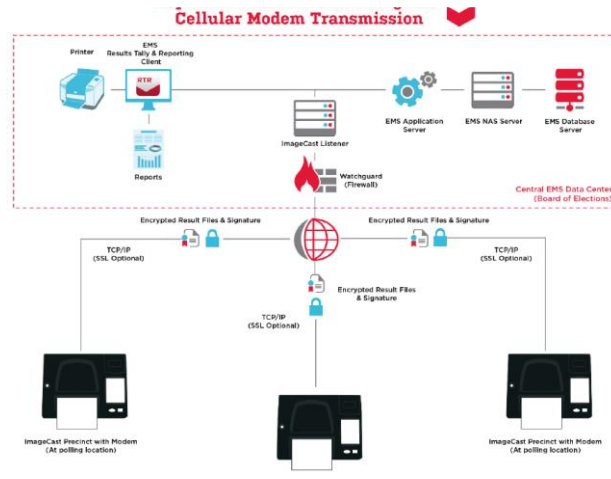 Cellular Modem Transmission
EMS
Results Tally & Reporting
Client
Printer
RTR
Reports
ImageCast Listener
EMS Application
Server
EMS NAS Server
EMS Database
Server
Watchguard
(Firewall)
Central EMS Data Center
(Board of Elections)
Encrypted Result Files & Signature
Encrypted Result Files & Signature
TCP/IP
(SSL Optional)
TCP/IP
(SSL Optional)
Encrypted Result Files
& Signature
TCP/IP
(SSL Optional)
ImageCast Precinct with Modem
(At polling location)
ImageCast Precinct with Modem
(At polling location)